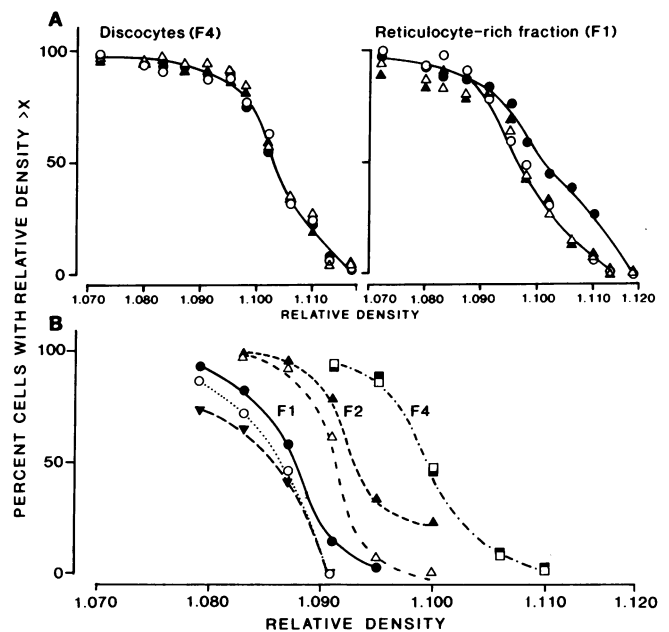 A
Discocytes (F4)
Reticulocyte-rich fraction (F1)
PERCENT CELLS WITH RELATIVE DENSITY >X
100
50
0
1.070 1.080 1.090 1.100 1.110
1.070 1.080 1.090 1.100 1.110 1.120
RELATIVE DENSITY
B
100
50
0
F1
F2
F4
1.070 1.080 1.090 1.100 1.110 1.120
RELATIVE DENSITY